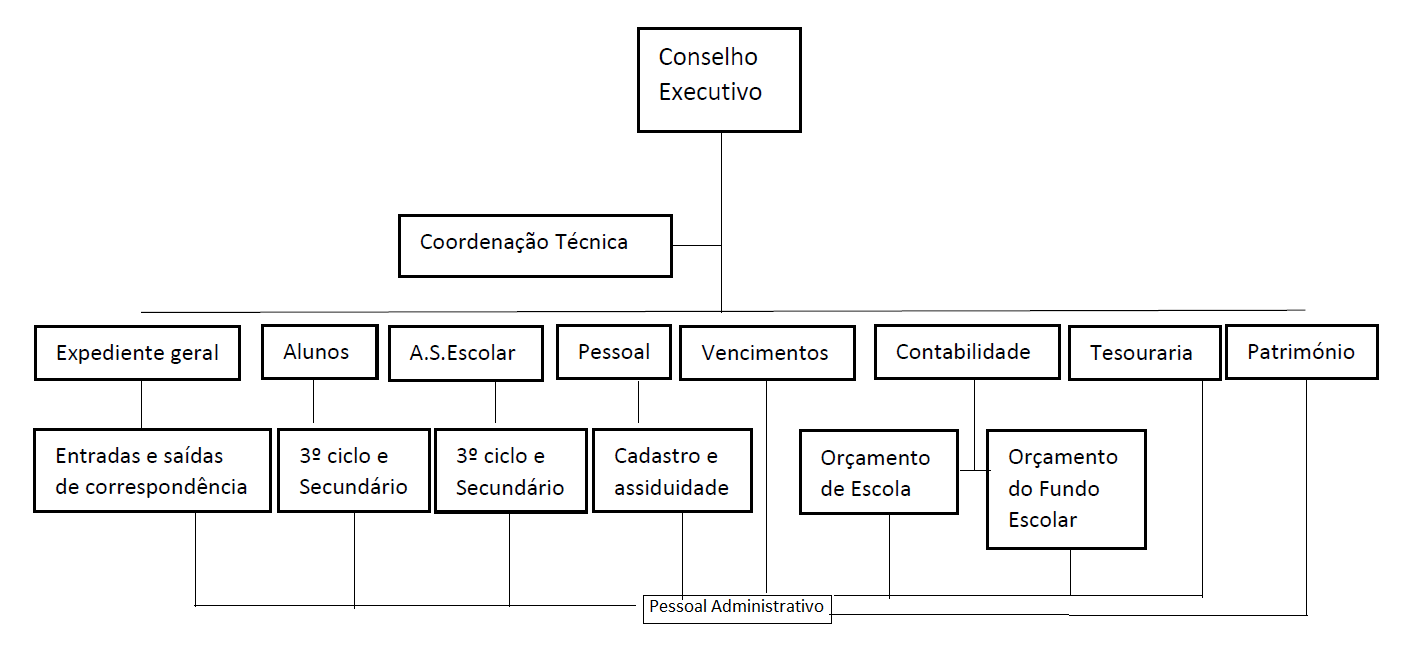 Conselho
Executivo
Coordenação Técnica
Expediente geral
Alunos
A.S.Escolar
Pessoal
Vencimentos
Contabilidade
Tesouraria
Património
Entradas e saídas
de correspondência
3º ciclo e
Secundário
3º ciclo e
Secundário
Cadastro e
assiduidade
Orçamento
de Escola
Orçamento
do Fundo
Escolar
Pessoal Administrativo